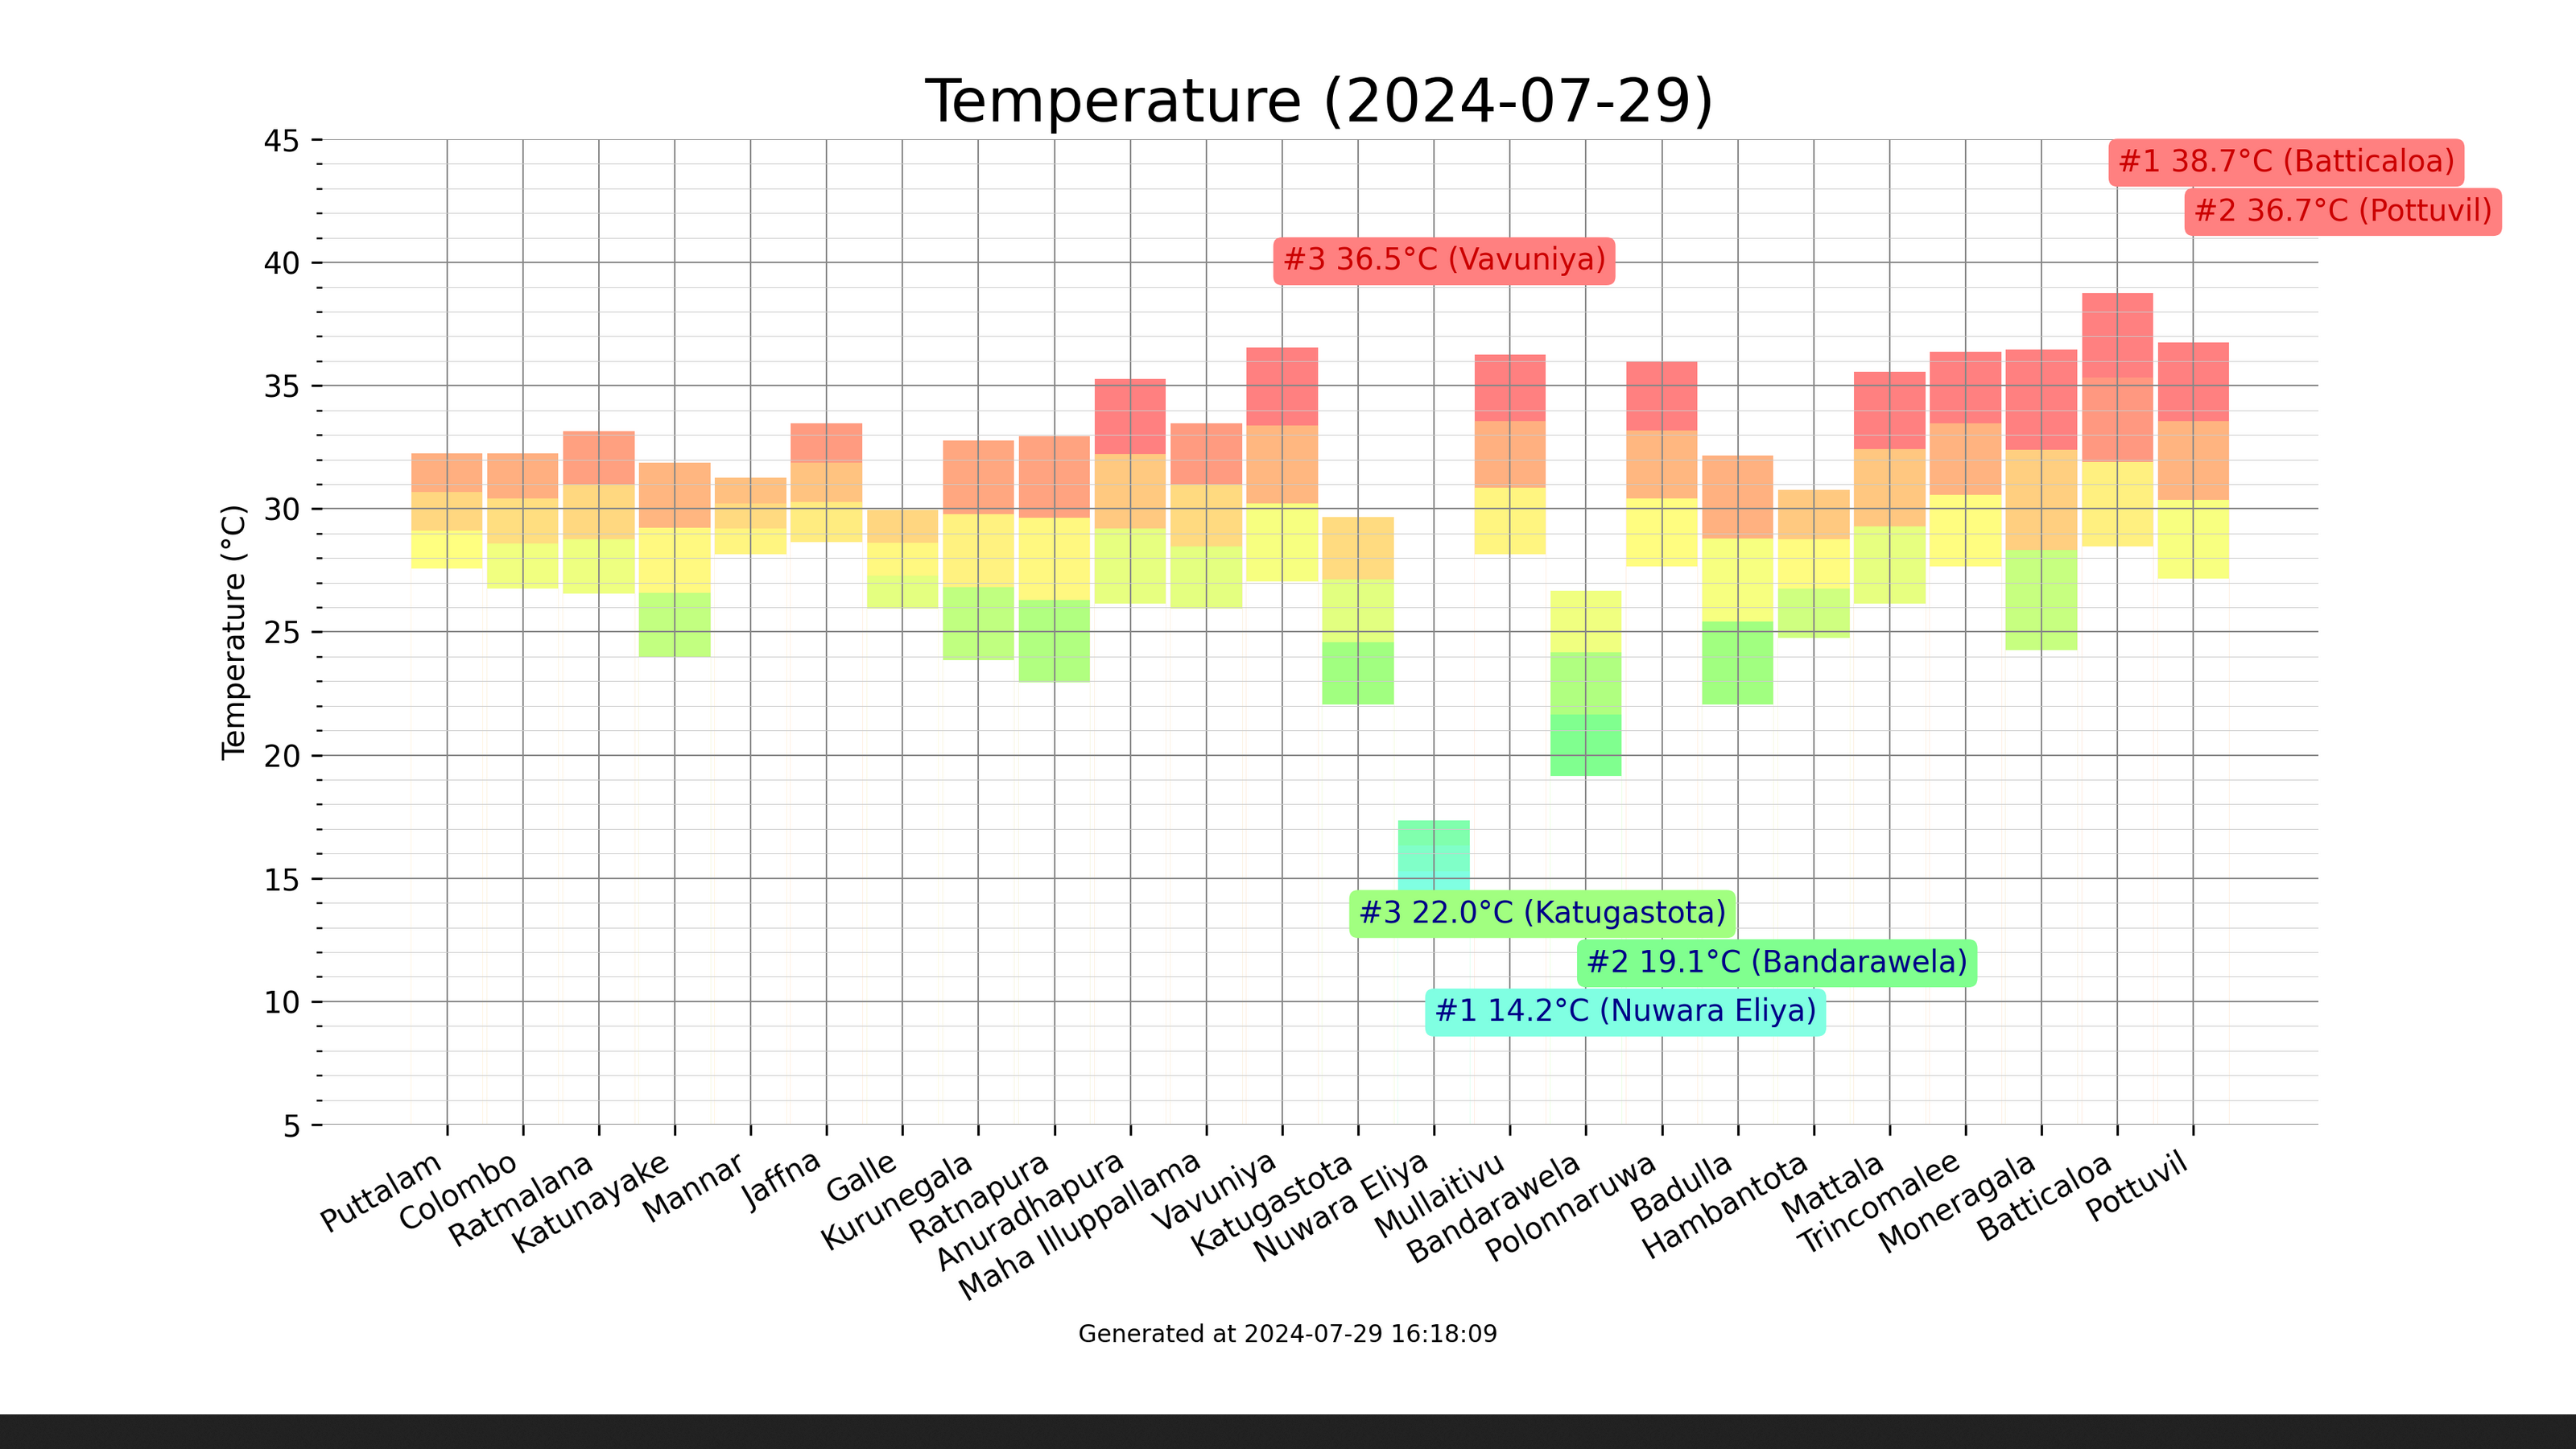 Temperature (2024-07-29)
45
40
35
30
25
20
15
10
5
Temperature (°C)
#1 38.7°C (Batticaloa)
#2 36.7°C (Pottuvil)
#3 36.5°C (Vavuniya)
#3 22.0°C (Katugastota)
#2 19.1°C (Bandarawela)
#1 14.2°C (Nuwara Eliya)
Puttalam
Colombo
Ratmalana
Katunayake
Mannar
Jaffna
Galle
Kurunegala
Ratnapura
Anuradhapura
Maha Illuppallama
Vavuniya
Katugastota
Nuwara Eliya
Mullaitivu
Bandarawela
Polonnaruwa
Badulla
Hambantota
Mattala
Trincomalee
Moneragala
Batticaloa
Pottuvil
Generated at 2024-07-29 16:18:09